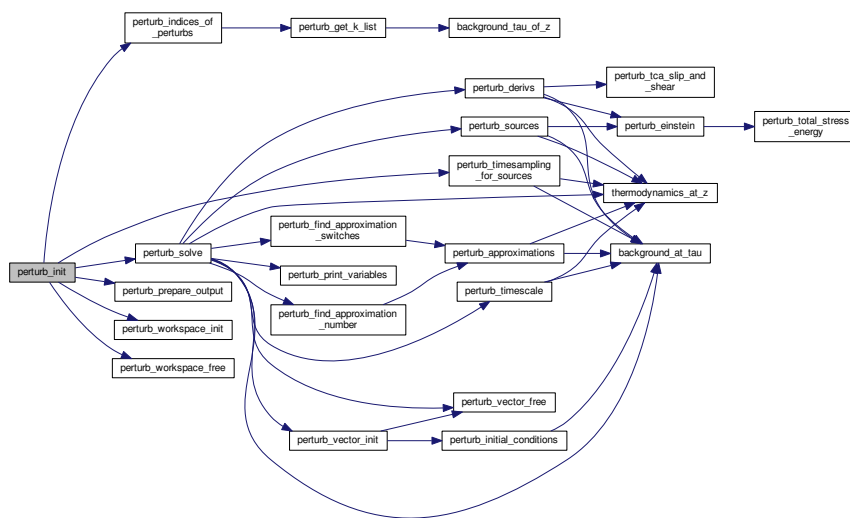 perturb_indices_of
_perturbs
perturb_get_k_list
background_tau_of_z
perturb_derivs
perturb_tca_slip_and
_shear
perturb_sources
perturb_einstein
perturb_total_stress
_energy
perturb_timesampling
_for_sources
thermodynamics_at_z
perturb_find_approximation
_switches
perturb_solve
perturb_approximations
background_at_tau
perturb_init
perturb_print_variables
perturb_prepare_output
perturb_timescale
perturb_find_approximation
_number
perturb_workspace_init
perturb_workspace_free
perturb_vector_free
perturb_vector_init
perturb_initial_conditions